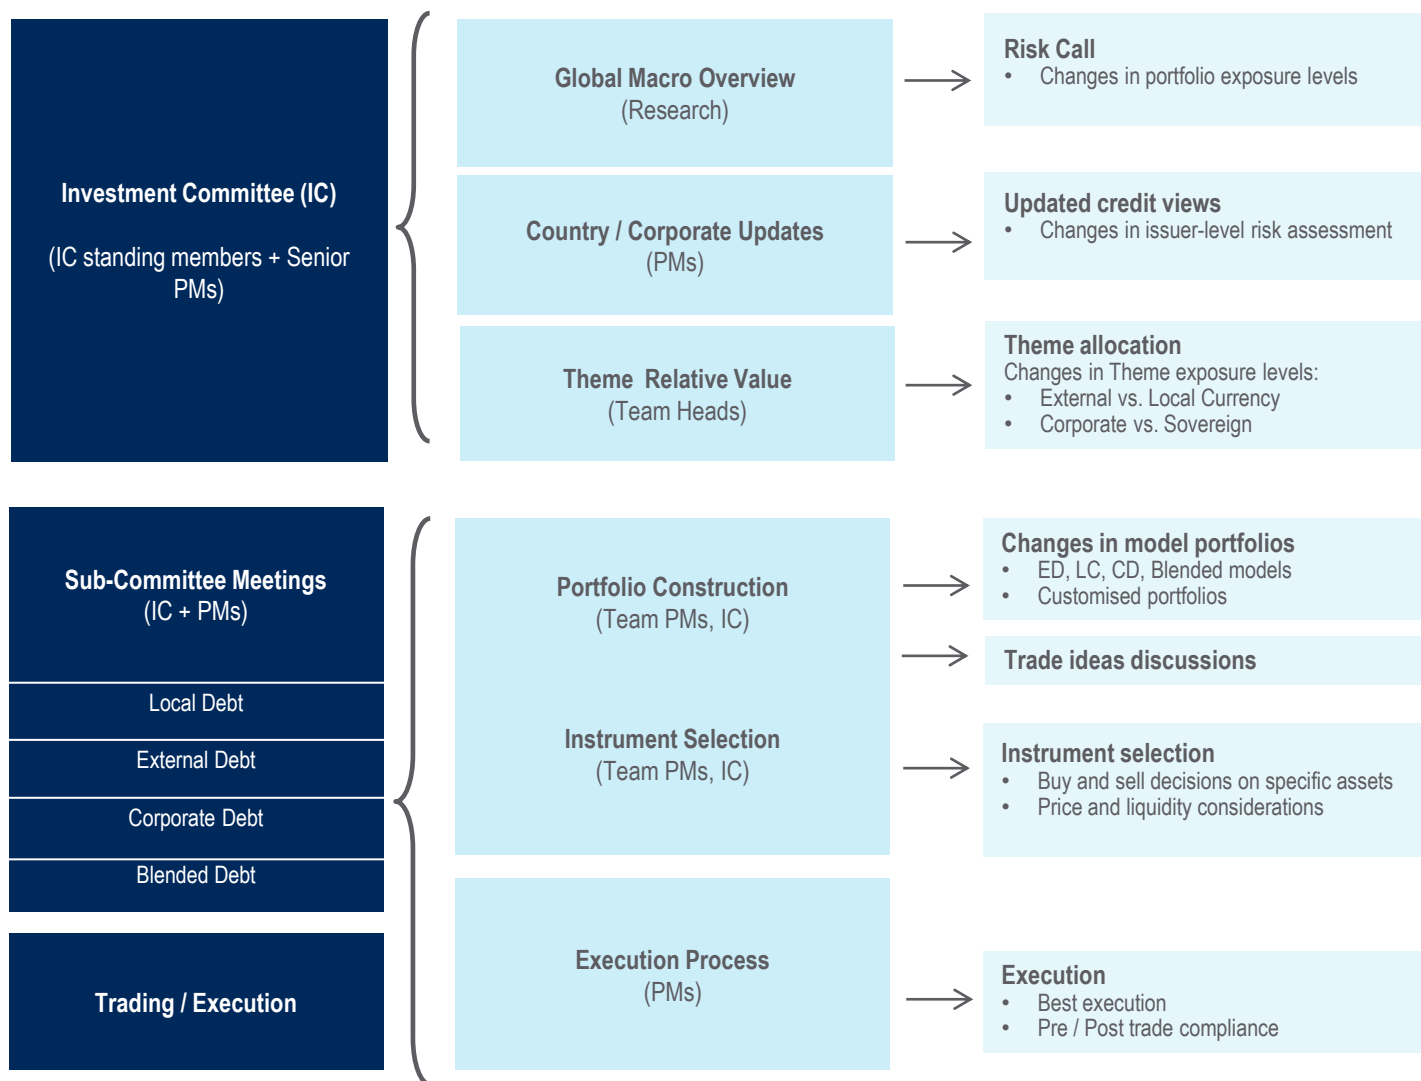 Investment Committee (IC)
(IC standing members + Senior
PMs)
Global Macro Overview
(Research)
Risk Call
• Changes in portfolio exposure levels
Country / Corporate Updates
(PMs)
Updated credit views
• Changes in issuer-level risk assessment
Theme Relative Value
(Team Heads)
Theme allocation
Changes in Theme exposure levels:
• External vs. Local Currency
• Corporate vs. Sovereign
Sub-Committee Meetings
(IC + PMs)
Local Debt
External Debt
Corporate Debt
Blended Debt
Portfolio Construction
(Team PMs, IC)
Changes in model portfolios
• ED, LC, CD, Blended models
• Customised portfolios
Trade ideas discussions
Instrument Selection
(Team PMs, IC)
Instrument selection
• Buy and sell decisions on specific assets
• Price and liquidity considerations
Trading / Execution
Execution Process
(PMs)
Execution
• Best execution
• Pre / Post trade compliance